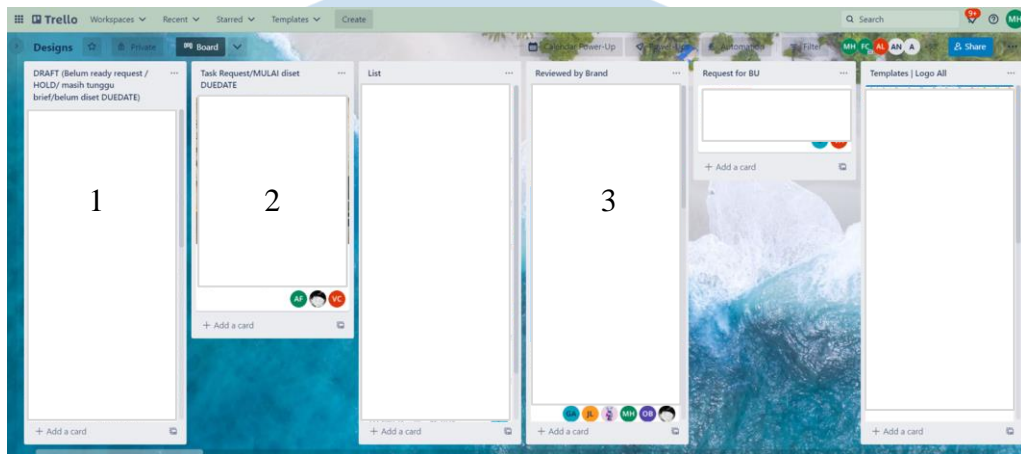 Trello Workspaces Recent Starred Templates Create Search 9+ MH
Designs Private Board Calendar Power-Up Automation Filter MH FC AL AN A Share
DRAFT (Belum ready request /
HOLD/ masih tunggu
brief/belum diset DUEDATE)
1
+ Add a card
Task Request/MULAI diset
DUEDATE
2
AF VC
+ Add a card
List
+ Add a card
Reviewed by Brand
3
GA JL MH OB
+ Add a card
Request for BU
+ Add a card
Templates | Logo All
+ Add a card